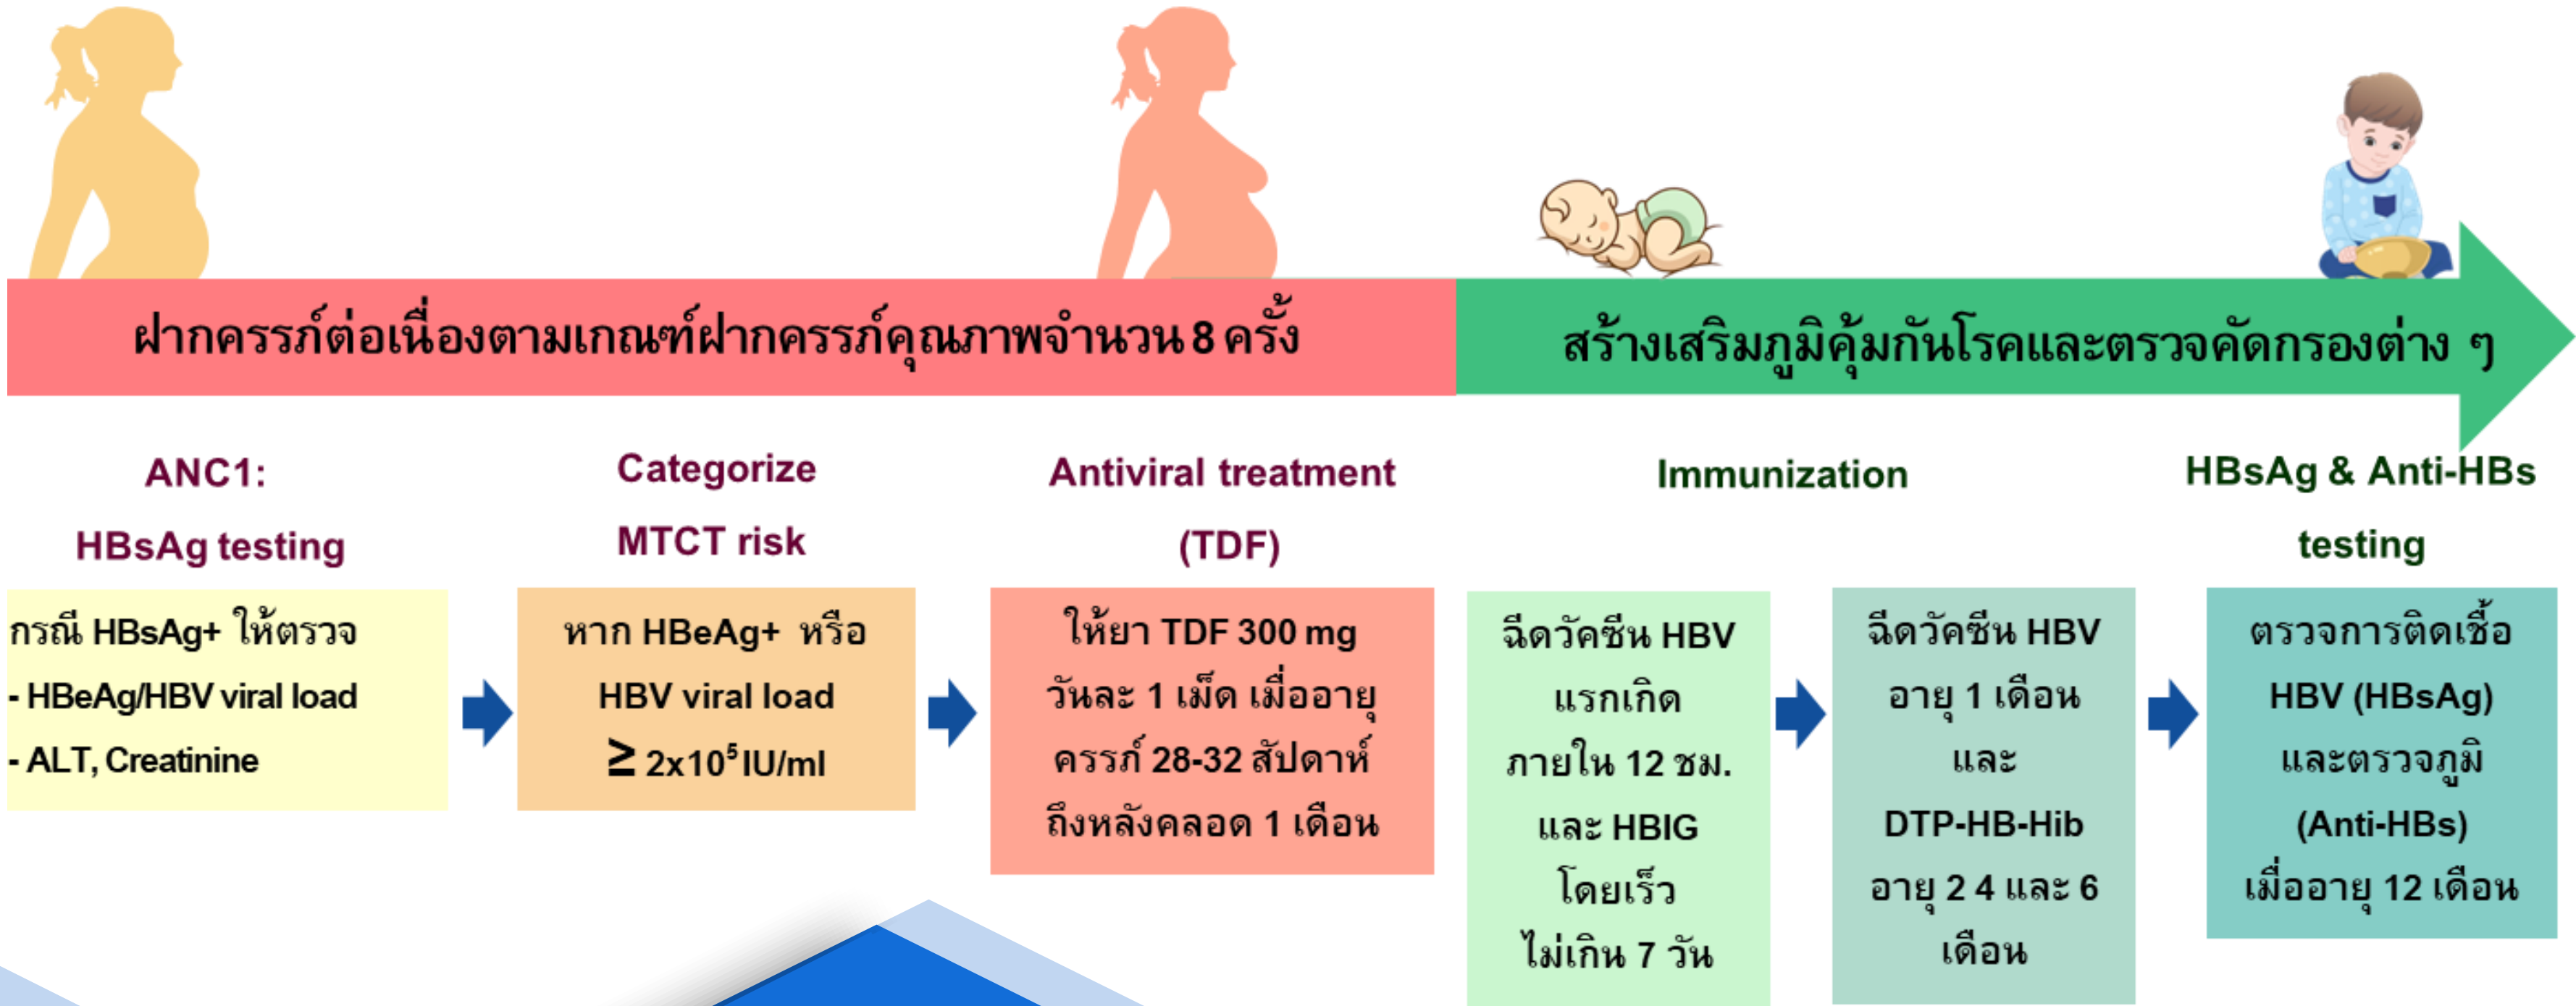 ฝากครรภ์ต่อเนื่องตามเกณฑ์ฝากครรภ์คุณภาพจำนวน 8 ครั้ง
สร้างเสริมภูมิคุ้มกันโรคและตรวจคัดกรองต่าง ๆ
ANC1:
HBsAg testing
กรณี HBsAg+ ให้ตรวจ
- HBeAg/HBV viral load
- ALT, Creatinine
Categorize
MTCT risk
หาก HBeAg+ หรือ
HBV viral load
≥ 2x10⁵ IU/ml
Antiviral treatment
(TDF)
ให้ยา TDF 300 mg
วันละ 1 เม็ด เมื่ออายุ
ครรภ์ 28-32 สัปดาห์
ถึงหลังคลอด 1 เดือน
Immunization
ฉีดวัคซีน HBV
แรกเกิด
ภายใน 12 ชม.
และ HBIG
โดยเร็ว
ไม่เกิน 7 วัน
ฉีดวัคซีน HBV
อายุ 1 เดือน
และ
DTP-HB-Hib
อายุ 2 4 และ 6
เดือน
HBsAg & Anti-HBs
testing
ตรวจการติดเชื้อ
HBV (HBsAg)
และตรวจภูมิ
(Anti-HBs)
เมื่ออายุ 12 เดือน